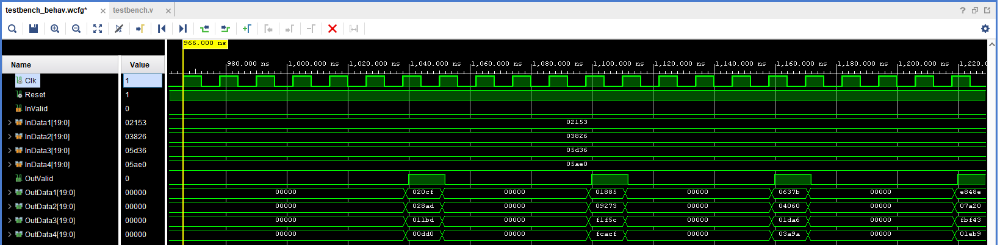 testbench_behav.wcfg* × testbench.v ×
966.000 ns
980.000 ns 1,000.000 ns 1,020.000 ns 1,040.000 ns 1,060.000 ns 1,080.000 ns 1,100.000 ns 1,120.000 ns 1,140.000 ns 1,160.000 ns 1,180.000 ns 1,200.000 ns 1,220.0
Name Value
Clk 1
Reset 1
InValid 0
InData1[19:0] 02153 02153
InData2[19:0] 03826 03826
InData3[19:0] 05d36 05d36
InData4[19:0] 05ae0 05ae0
OutValid 0
OutData1[19:0] 00000 00000 020cf 00000 01885 00000 0637b 00000 e848e
OutData2[19:0] 00000 00000 028ad 00000 09273 00000 04060 00000 07a20
OutData3[19:0] 00000 00000 011bd 00000 f1f5c 00000 01da6 00000 fbf43
OutData4[19:0] 00000 00000 00dd0 00000 fcacf 00000 03a9a 00000 01eb9